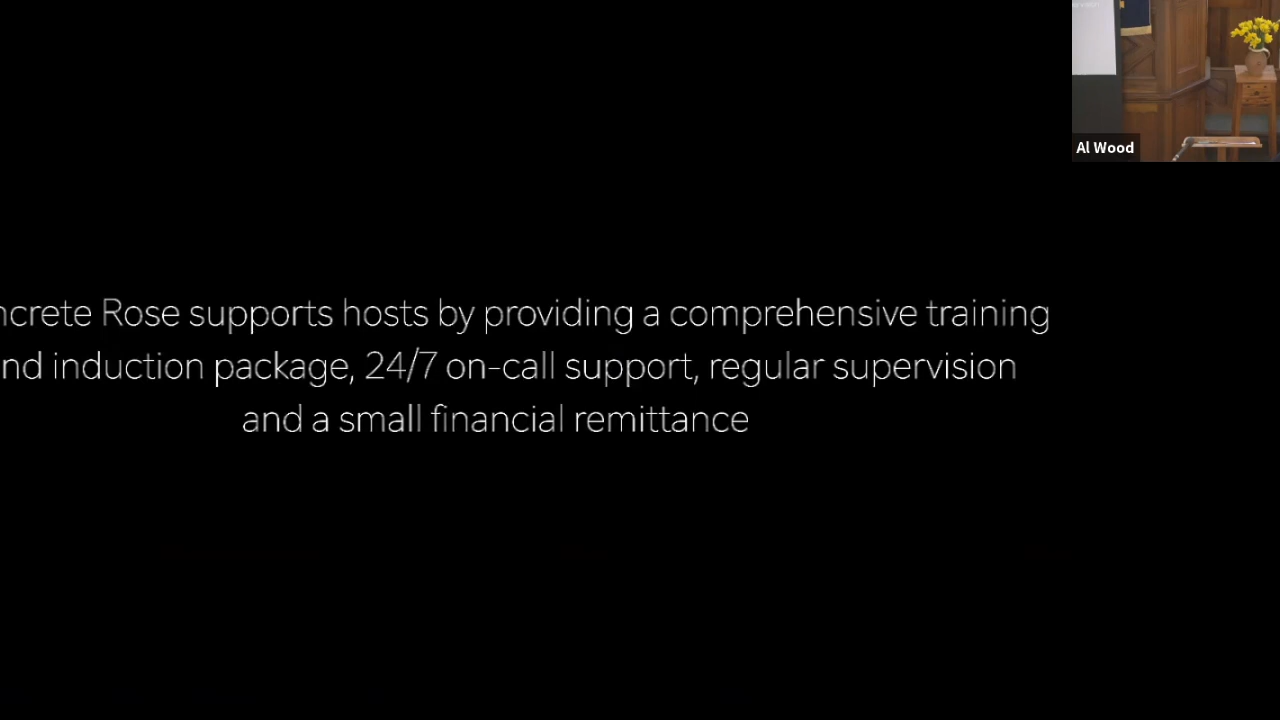 ncrete Rose supports hosts by providing a comprehensive training
nd induction package, 24/7 on-call support, regular supervision
and a small financial remittance
Al Wood